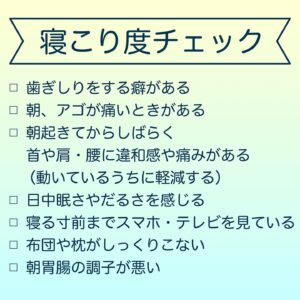 寝こり度チェック
□ 歯ぎしりをする癖がある
□ 朝、アゴが痛いときがある
□ 朝起きてからしばらく
首や肩・腰に違和感や痛みがある
（動いているうちに軽減する）
□ 日中眠さやだるさを感じる
□ 寝る寸前までスマホ・テレビを見ている
□ 布団や枕がしっくりこない
□ 朝胃腸の調子が悪い